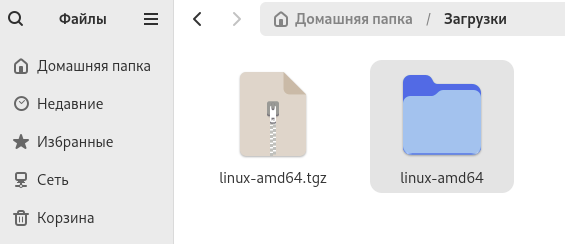 Файлы
Домашняя папка / Загрузки
Домашняя папка
Недавние
Избранные
Сеть
Корзина
linux-amd64.tgz
linux-amd64